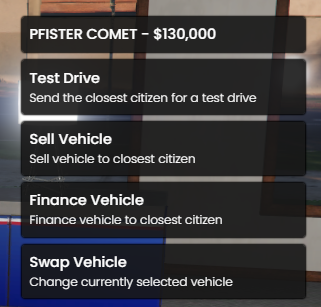 PFISTER COMET - $130,000
Test Drive
Send the closest citizen for a test drive
Sell Vehicle
Sell vehicle to closest citizen
Finance Vehicle
Finance vehicle to closest citizen
Swap Vehicle
Change currently selected vehicle